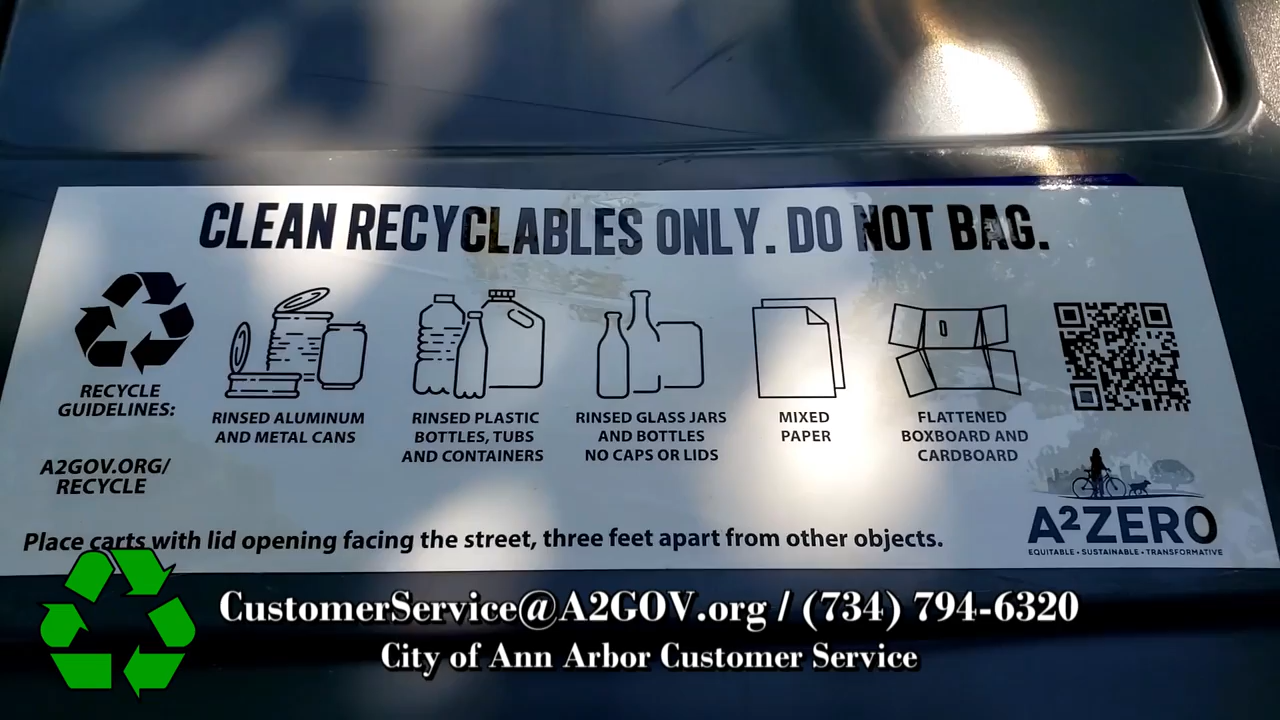 CLEAN RECYCLABLES ONLY. DO NOT BAG.
RECYCLE
GUIDELINES:
A2GOV.ORG/
RECYCLE
RINSED ALUMINUM
AND METAL CANS
RINSED PLASTIC
BOTTLES, TUBS
AND CONTAINERS
RINSED GLASS JARS
AND BOTTLES
NO CAPS OR LIDS
MIXED
PAPER
FLATTENED
BOXBOARD AND
CARDBOARD
A²ZERO
EQUITABLE • SUSTAINABLE • TRANSFORMATIVE
Place carts with lid opening facing the street, three feet apart from other objects.
CustomerService@A2GOV.org / (734) 794-6320
City of Ann Arbor Customer Service